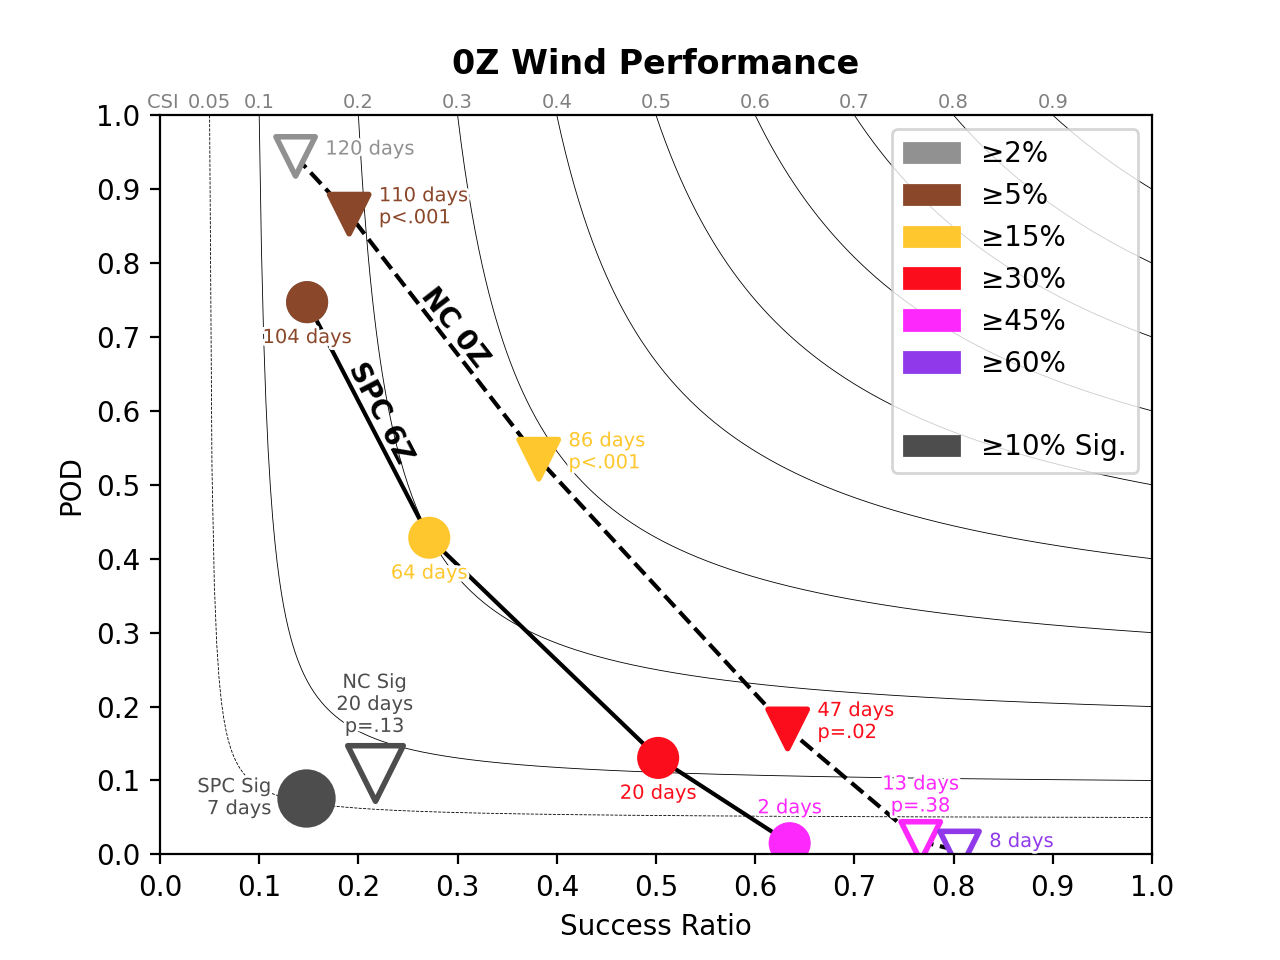 0Z Wind Performance
CSI 0.05 0.1 0.2 0.3 0.4 0.5 0.6 0.7 0.8 0.9
1.0
0.9
0.8
0.7
0.6
0.5
0.4
0.3
0.2
0.1
0.0
POD
120 days
110 days
p<.001
104 days
NC 0Z
SPC 6Z
86 days
p<.001
64 days
NC Sig
20 days
p=.13
SPC Sig
7 days
47 days
p=.02
20 days
2 days
13 days
p=.38
8 days
≥2%
≥5%
≥15%
≥30%
≥45%
≥60%
≥10% Sig.
0.0 0.1 0.2 0.3 0.4 0.5 0.6 0.7 0.8 0.9 1.0
Success Ratio